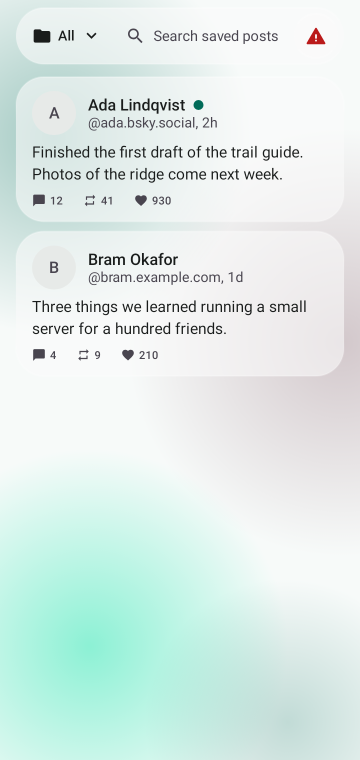 All
Search saved posts
A
Ada Lindqvist
@ada.bsky.social, 2h
Finished the first draft of the trail guide.
Photos of the ridge come next week.
12 41 930
B
Bram Okafor
@bram.example.com, 1d
Three things we learned running a small
server for a hundred friends.
4 9 210